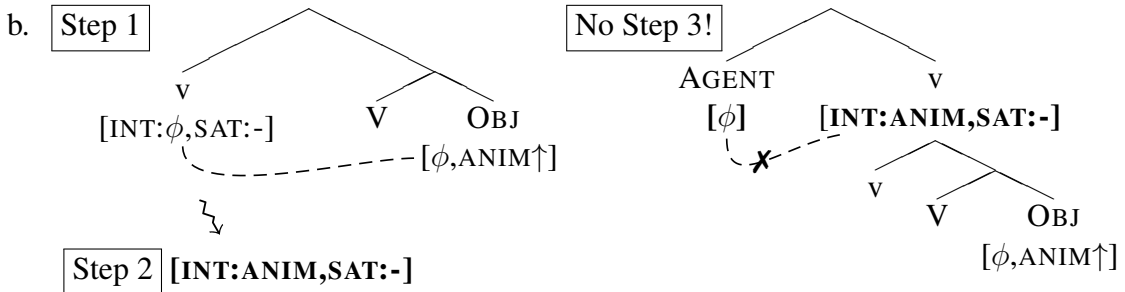 b. Step 1 No Step 3!
v AGENT v
[INT:ϕ,SAT:-] V OBJ [ϕ] [INT:ANIM,SAT:-]
[ϕ,ANIM↑] ✗ v
V OBJ
Step 2 [INT:ANIM,SAT:-] [ϕ,ANIM↑]